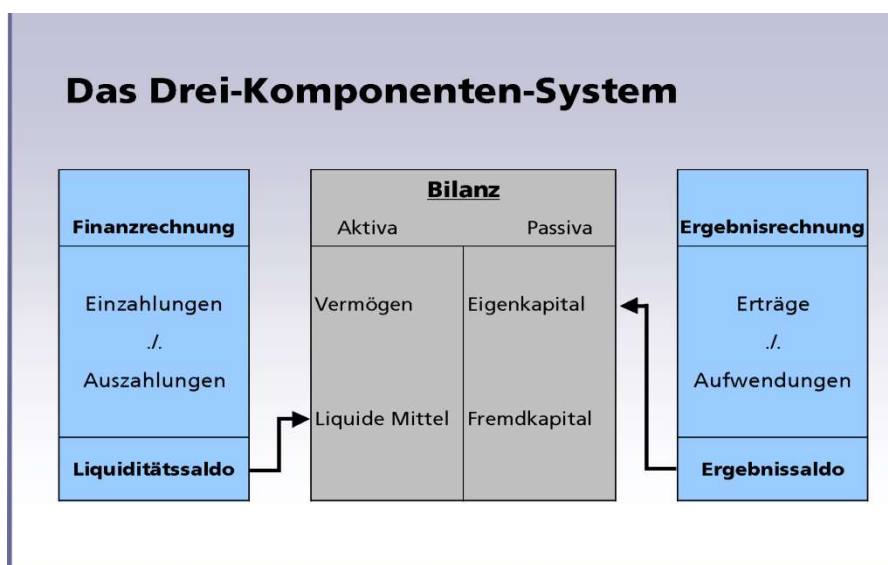 Das Drei-Komponenten-System
Finanzrechnung
Einzahlungen
./.
Auszahlungen
Liquiditätssaldo
Bilanz
Aktiva Passiva
Vermögen Eigenkapital
Liquide Mittel Fremdkapital
Ergebnisrechnung
Erträge
./.
Aufwendungen
Ergebnissaldo